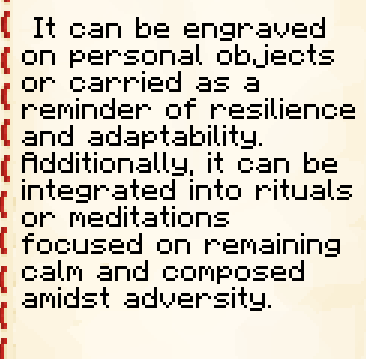 It can be engraved
on personal objects
or carried as a
reminder of resilience
and adaptability.
Additionally, it can be
integrated into rituals
or meditations
focused on remaining
calm and composed
amidst adversity.